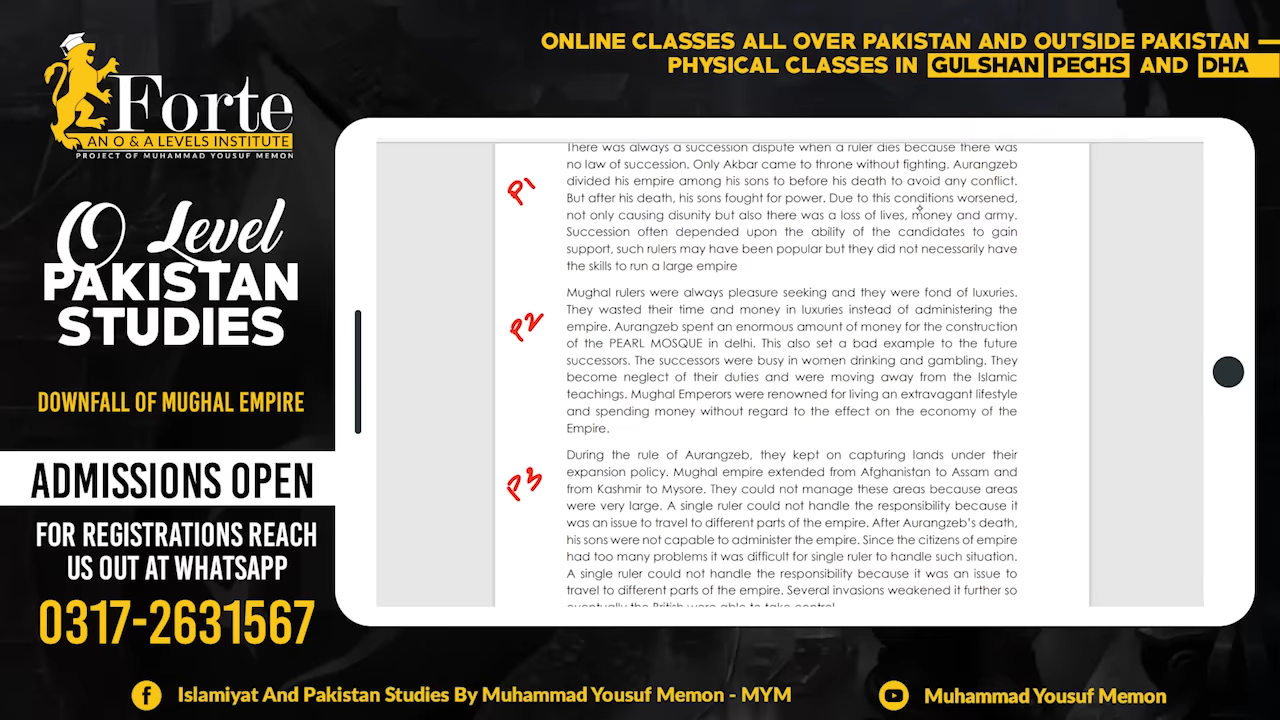 Forte
AN O & A LEVELS INSTITUTE
PROJECT OF MUHAMMAD YOUSUF MEMON
O Level
PAKISTAN
STUDIES
DOWNFALL OF MUGHAL EMPIRE
ADMISSIONS OPEN
FOR REGISTRATIONS REACH
US OUT AT WHATSAPP
0317-2631567
ONLINE CLASSES ALL OVER PAKISTAN AND OUTSIDE PAKISTAN
PHYSICAL CLASSES IN GULSHAN PECHS AND DHA
There was always a succession dispute when a ruler dies because there was
no law of succession. Only Akbar came to throne without fighting. Aurangzeb
P1
divided his empire among his sons to before his death to avoid any conflict.
But after his death, his sons fought for power. Due to this conditions worsened,
not only causing disunity but also there was a loss of lives, money and army.
Succession often depended upon the ability of the candidates to gain
support, such rulers may have been popular but they did not necessarily have
the skills to run a large empire
Mughal rulers were always pleasure seeking and they were fond of luxuries.
They wasted their time and money in luxuries instead of administering the
P2
empire. Aurangzeb spent an enormous amount of money for the construction
of the PEARL MOSQUE in delhi. This also set a bad example to the future
successors. The successors were busy in women drinking and gambling. They
become neglect of their duties and were moving away from the Islamic
teachings. Mughal Emperors were renowned for living an extravagant lifestyle
and spending money without regard to the effect on the economy of the
Empire.
During the rule of Aurangzeb, they kept on capturing lands under their
expansion policy. Mughal empire extended from Afghanistan to Assam and
P3
from Kashmir to Mysore. They could not manage these areas because areas
were very large. A single ruler could not handle the responsibility because it
was an issue to travel to different parts of the empire. After Aurangzeb's death,
his sons were not capable to administer the empire. Since the citizens of empire
had too many problems it was difficult for single ruler to handle such situation.
A single ruler could not handle the responsibility because it was an issue to
travel to different parts of the empire. Several invasions weakened it further so
eventually the British were able to take control
Islamiyat And Pakistan Studies By Muhammad Yousuf Memon - MYM
Muhammad Yousuf Memon